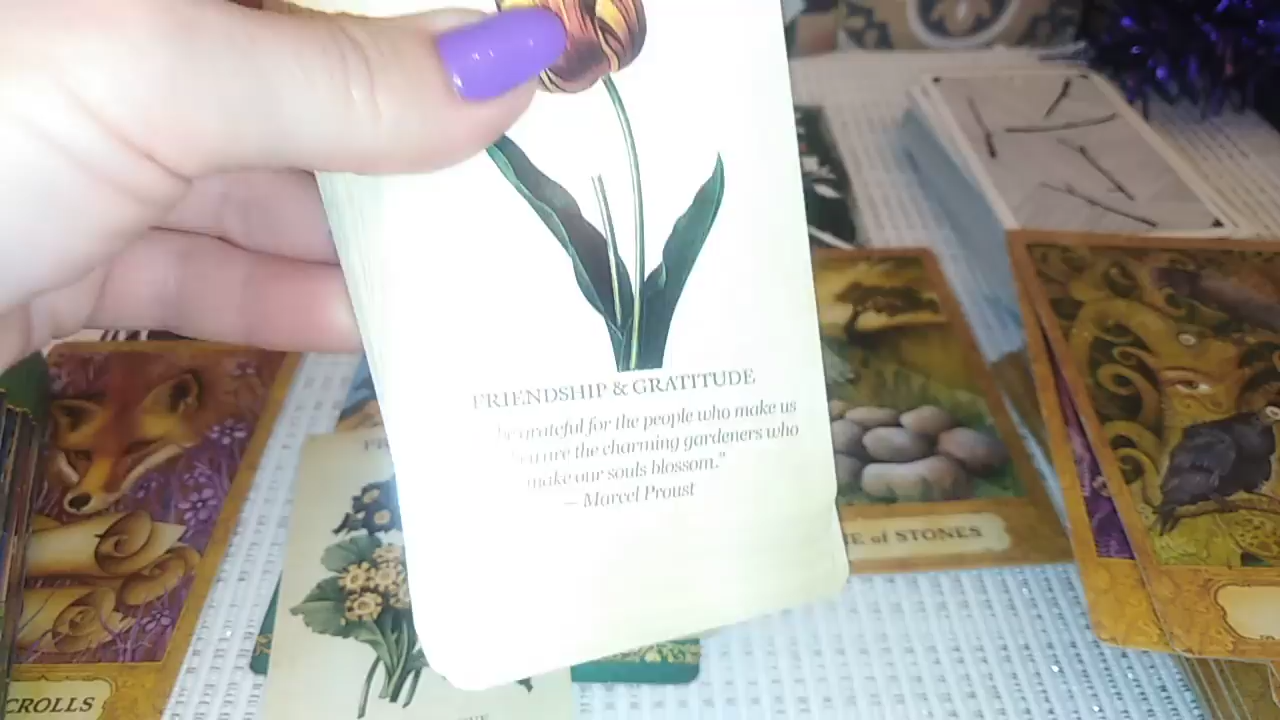 FRIENDSHIP & GRATITUDE
grateful for the people who make us
are the charming gardeners who
make our souls blossom."
— Marcel Proust
of STONES
CROLLS